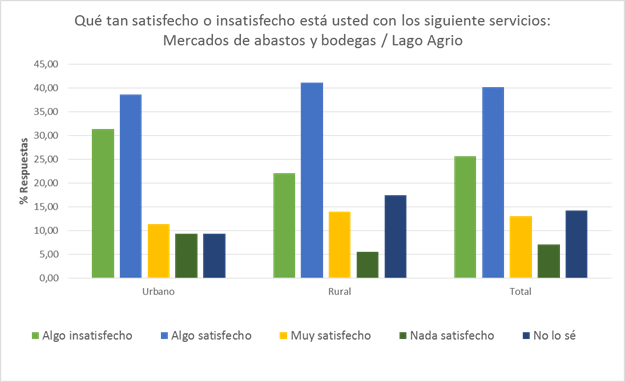 Qué tan satisfecho o insatisfecho está usted con los siguiente servicios:
Mercados de abastos y bodegas / Lago Agrio
45,00
40,00
35,00
30,00
25,00
20,00
15,00
10,00
5,00
0,00
% Respuestas
Urbano Rural Total
Algo insatisfecho Algo satisfecho Muy satisfecho Nada satisfecho No lo sé